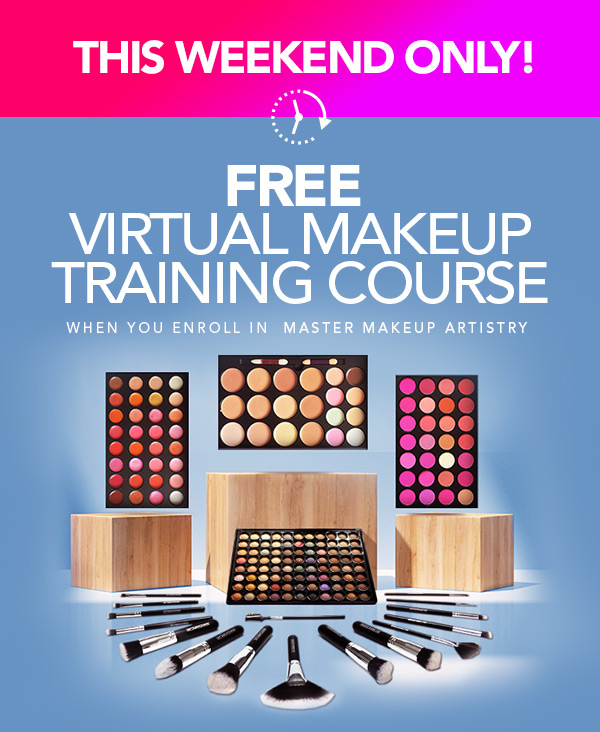 THIS WEEKEND ONLY!
FREE
VIRTUAL MAKEUP
TRAINING COURSE
WHEN YOU ENROLL IN MASTER MAKEUP ARTISTRY